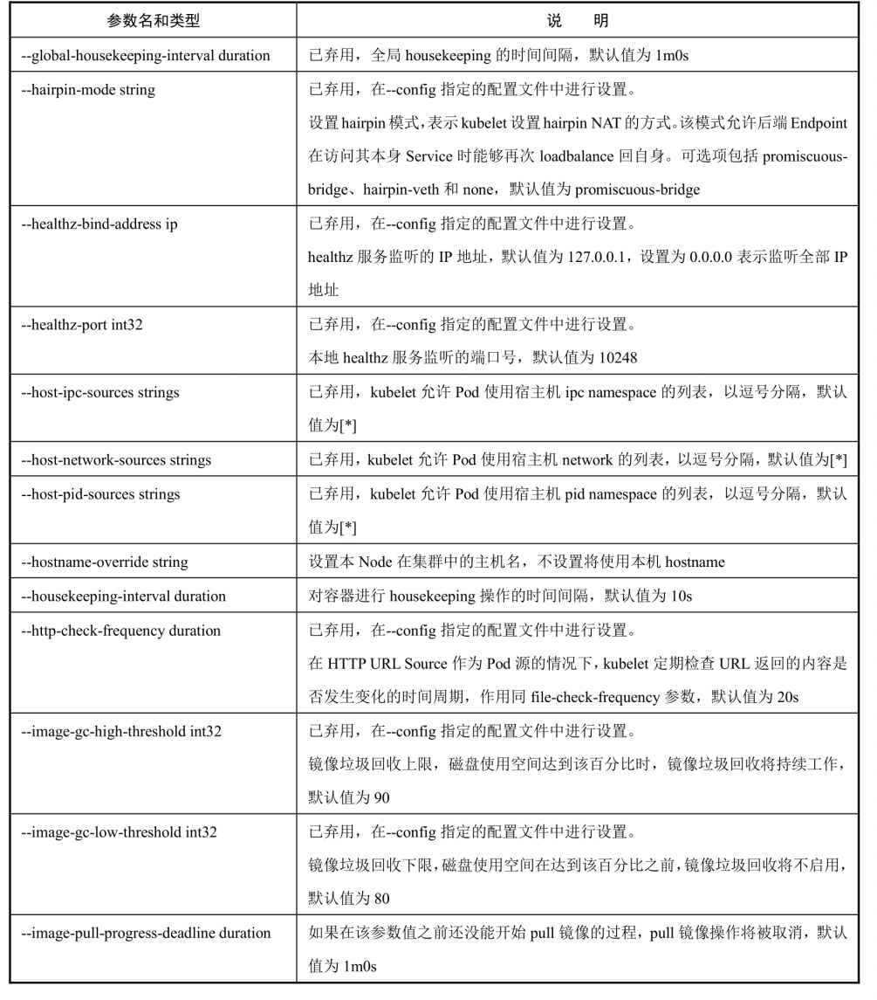 参数名和类型 说 明
--global-housekeeping-interval duration 已弃用，全局 housekeeping 的时间间隔，默认值为 1m0s
--hairpin-mode string 已弃用，在--config 指定的配置文件中进行设置。
设置 hairpin 模式，表示 kubelet 设置 hairpin NAT 的方式。该模式允许后端 Endpoint
在访问其本身 Service 时能够再次 loadbalance 回自身。可选项包括 promiscuous-
bridge、hairpin-veth 和 none，默认值为 promiscuous-bridge
--healthz-bind-address ip 已弃用，在--config 指定的配置文件中进行设置。
healthz 服务监听的 IP 地址，默认值为 127.0.0.1，设置为 0.0.0.0 表示监听全部 IP
地址
--healthz-port int32 已弃用，在--config 指定的配置文件中进行设置。
本地 healthz 服务监听的端口号，默认值为 10248
--host-ipc-sources strings 已弃用，kubelet 允许 Pod 使用宿主机 ipc namespace 的列表，以逗号分隔，默认
值为[*]
--host-network-sources strings 已弃用，kubelet 允许 Pod 使用宿主机 network 的列表，以逗号分隔，默认值为[*]
--host-pid-sources strings 已弃用，kubelet 允许 Pod 使用宿主机 pid namespace 的列表，以逗号分隔，默认
值为[*]
--hostname-override string 设置本 Node 在集群中的主机名，不设置将使用本机 hostname
--housekeeping-interval duration 对容器进行 housekeeping 操作的时间间隔，默认值为 10s
--http-check-frequency duration 已弃用，在--config 指定的配置文件中进行设置。
在 HTTP URL Source 作为 Pod 源的情况下，kubelet 定期检查 URL 返回的内容是
否发生变化的时间周期，作用同 file-check-frequency 参数，默认值为 20s
--image-gc-high-threshold int32 已弃用，在--config 指定的配置文件中进行设置。
镜像垃圾回收上限，磁盘使用空间达到该百分比时，镜像垃圾回收将持续工作，
默认值为 90
--image-gc-low-threshold int32 已弃用，在--config 指定的配置文件中进行设置。
镜像垃圾回收下限，磁盘使用空间在达到该百分比之前，镜像垃圾回收将不启用，
默认值为 80
--image-pull-progress-deadline duration 如果在该参数值之前还没能开始 pull 镜像的过程，pull 镜像操作将被取消，默认
值为 1m0s